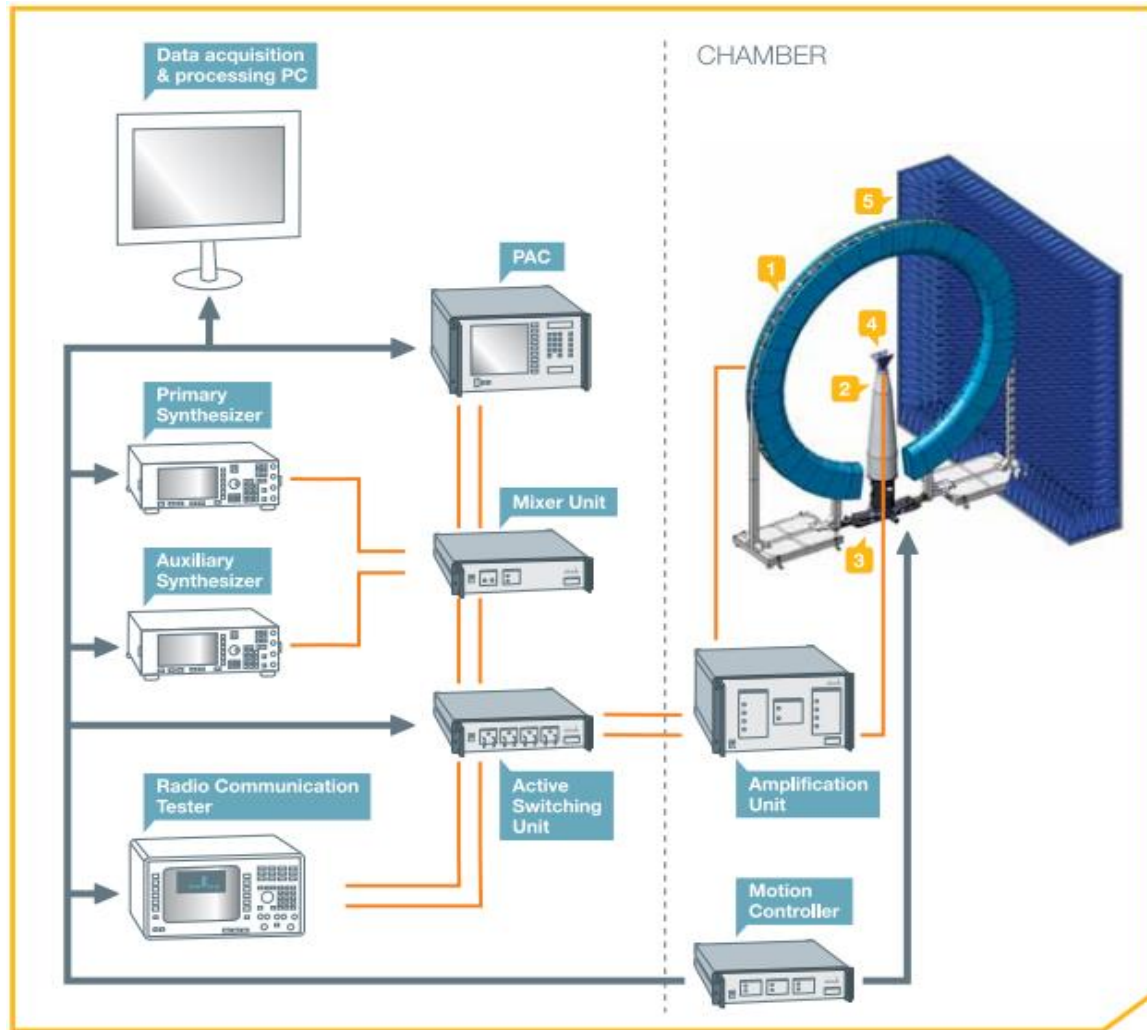 Data acquisition
& processing PC
CHAMBER
5
1
PAC
4
2
Primary
Synthesizer
Mixer Unit
Auxiliary
Synthesizer
3
Radio Communication
Tester
Active
Switching
Unit
Amplification
Unit
Motion
Controller